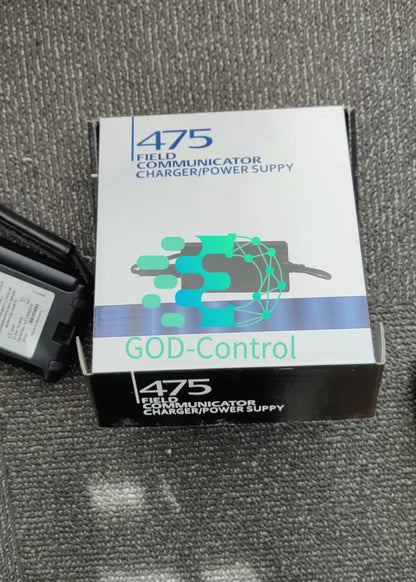 475
FIELD
COMMUNICATOR
CHARGER/POWER SUPPY
GOD-Control
475
FIELD
COMMUNICATOR
CHARGER/POWER SUPPY